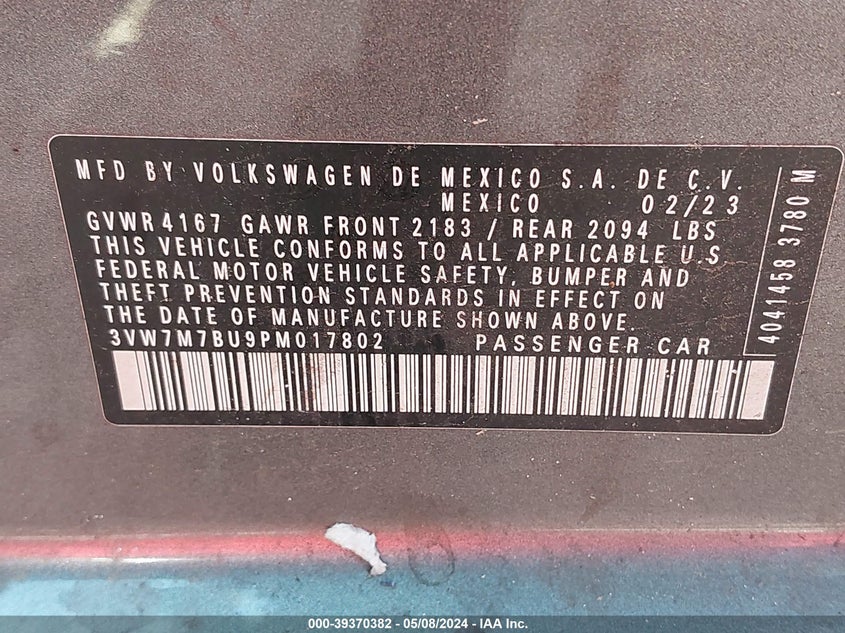 MFD BY VOLKSWAGEN DE MEXICO S.A. DE C.V.
MEXICO 02/23
GVWR 4167 GAWR FRONT 2183 / REAR 2094 LBS
THIS VEHICLE CONFORMS TO ALL APPLICABLE U.S
FEDERAL MOTOR VEHICLE SAFETY, BUMPER AND
THEFT PREVENTION STANDARDS IN EFFECT ON
THE DATE OF MANUFACTURE SHOWN ABOVE.
3VW7M7BU9PM017802 PASSENGER CAR
4041458 3780 M
000-39370382 - 05/08/2024 - IAA Inc.